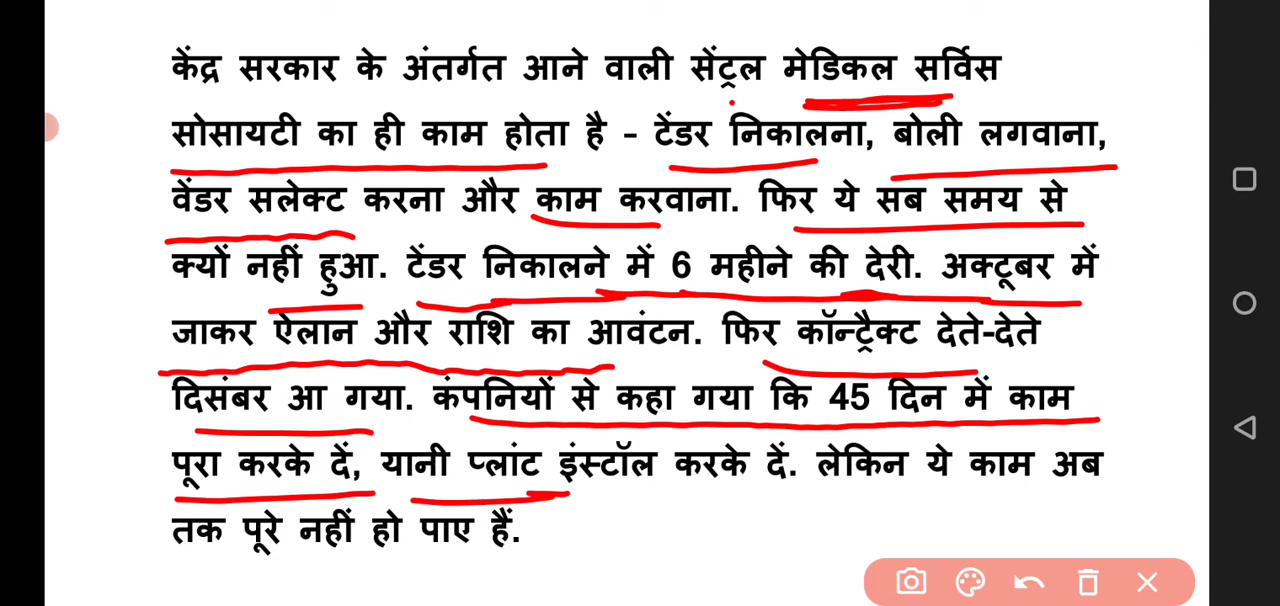 केंद्र सरकार के अंतर्गत आने वाली सेंट्रल मेडिकल सर्विस
सोसायटी का ही काम होता है – टेंडर निकालना, बोली लगवाना,
वेंडर सलेक्ट करना और काम करवाना. फिर ये सब समय से
क्यों नहीं हुआ. टेंडर निकालने में 6 महीने की देरी. अक्टूबर में
जाकर ऐलान और राशि का आवंटन. फिर कॉन्ट्रैक्ट देते-देते
दिसंबर आ गया. कंपनियों से कहा गया कि 45 दिन में काम
पूरा करके दें, यानी प्लांट इंस्टॉल करके दें. लेकिन ये काम अब
तक पूरे नहीं हो पाए हैं.